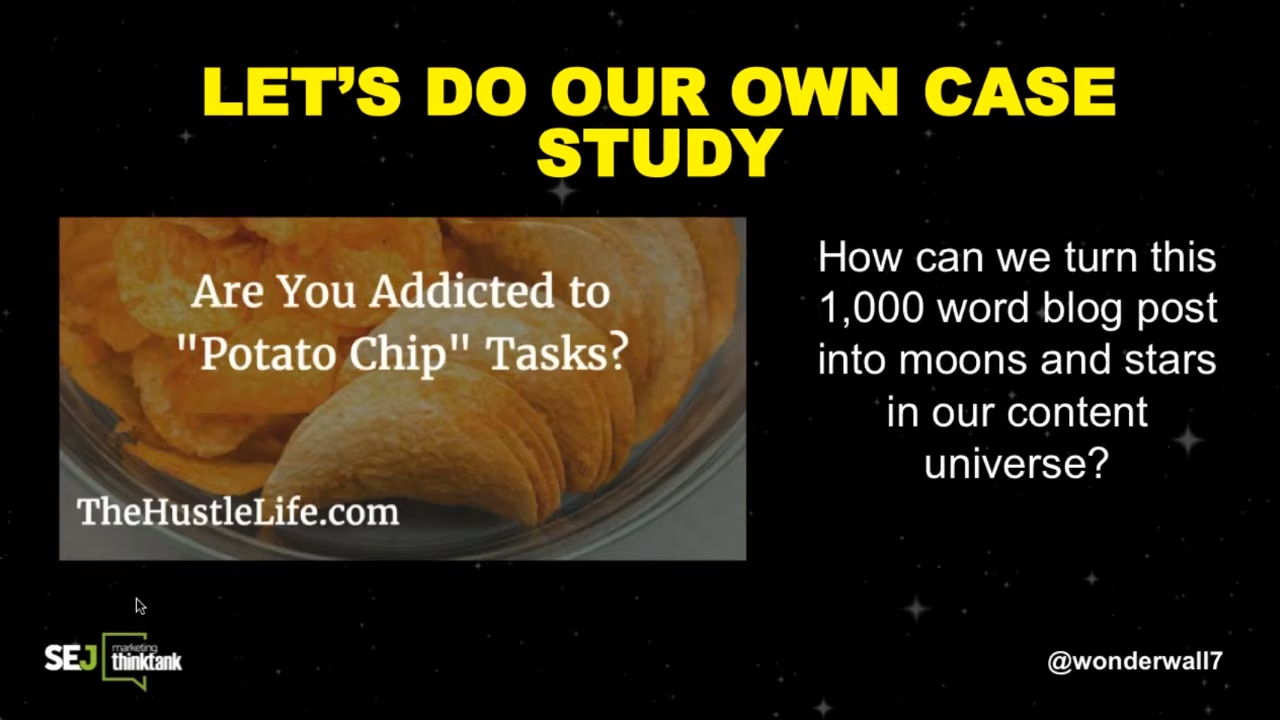 LET’S DO OUR OWN CASE
STUDY
Are You Addicted to
"Potato Chip" Tasks?
TheHustleLife.com
How can we turn this
1,000 word blog post
into moons and stars
in our content
universe?
SEJ marketing
thinktank
@wonderwall7